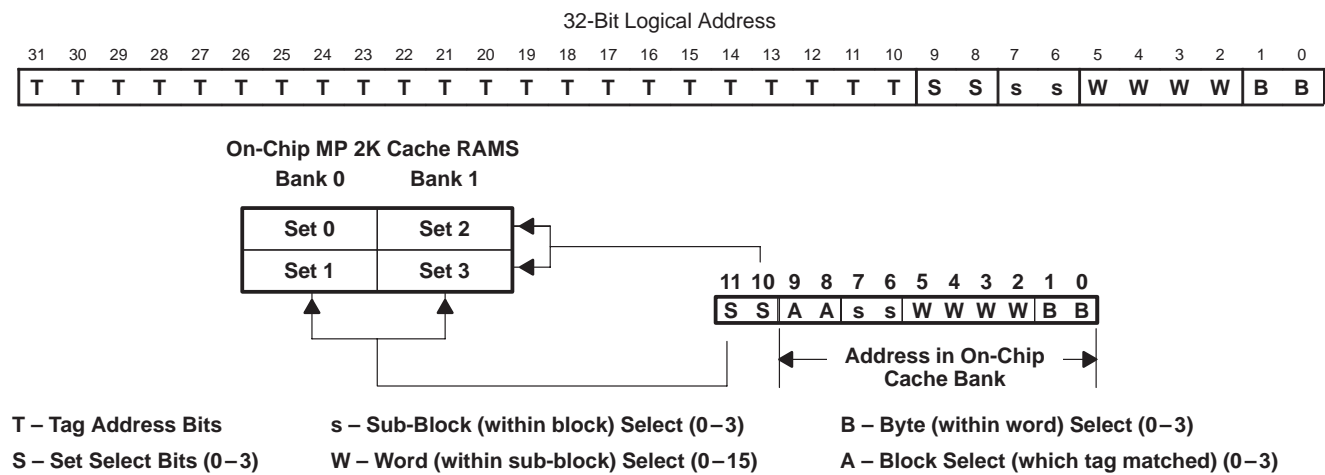 32-Bit Logical Address
31 30 29 28 27 26 25 24 23 22 21 20 19 18 17 16 15 14 13 12 11 10 9 8 7 6 5 4 3 2 1 0
T T T T T T T T T T T T T T T T T T T T T T S S s s W W W W B B
On-Chip MP 2K Cache RAMS
Bank 0 Bank 1
Set 0 Set 2
Set 1 Set 3
11 10 9 8 7 6 5 4 3 2 1 0
S S A A s s W W W W B B
Address in On-Chip
Cache Bank
T – Tag Address Bits s – Sub-Block (within block) Select (0–3) B – Byte (within word) Select (0–3)
S – Set Select Bits (0–3) W – Word (within sub-block) Select (0–15) A – Block Select (which tag matched) (0–3)